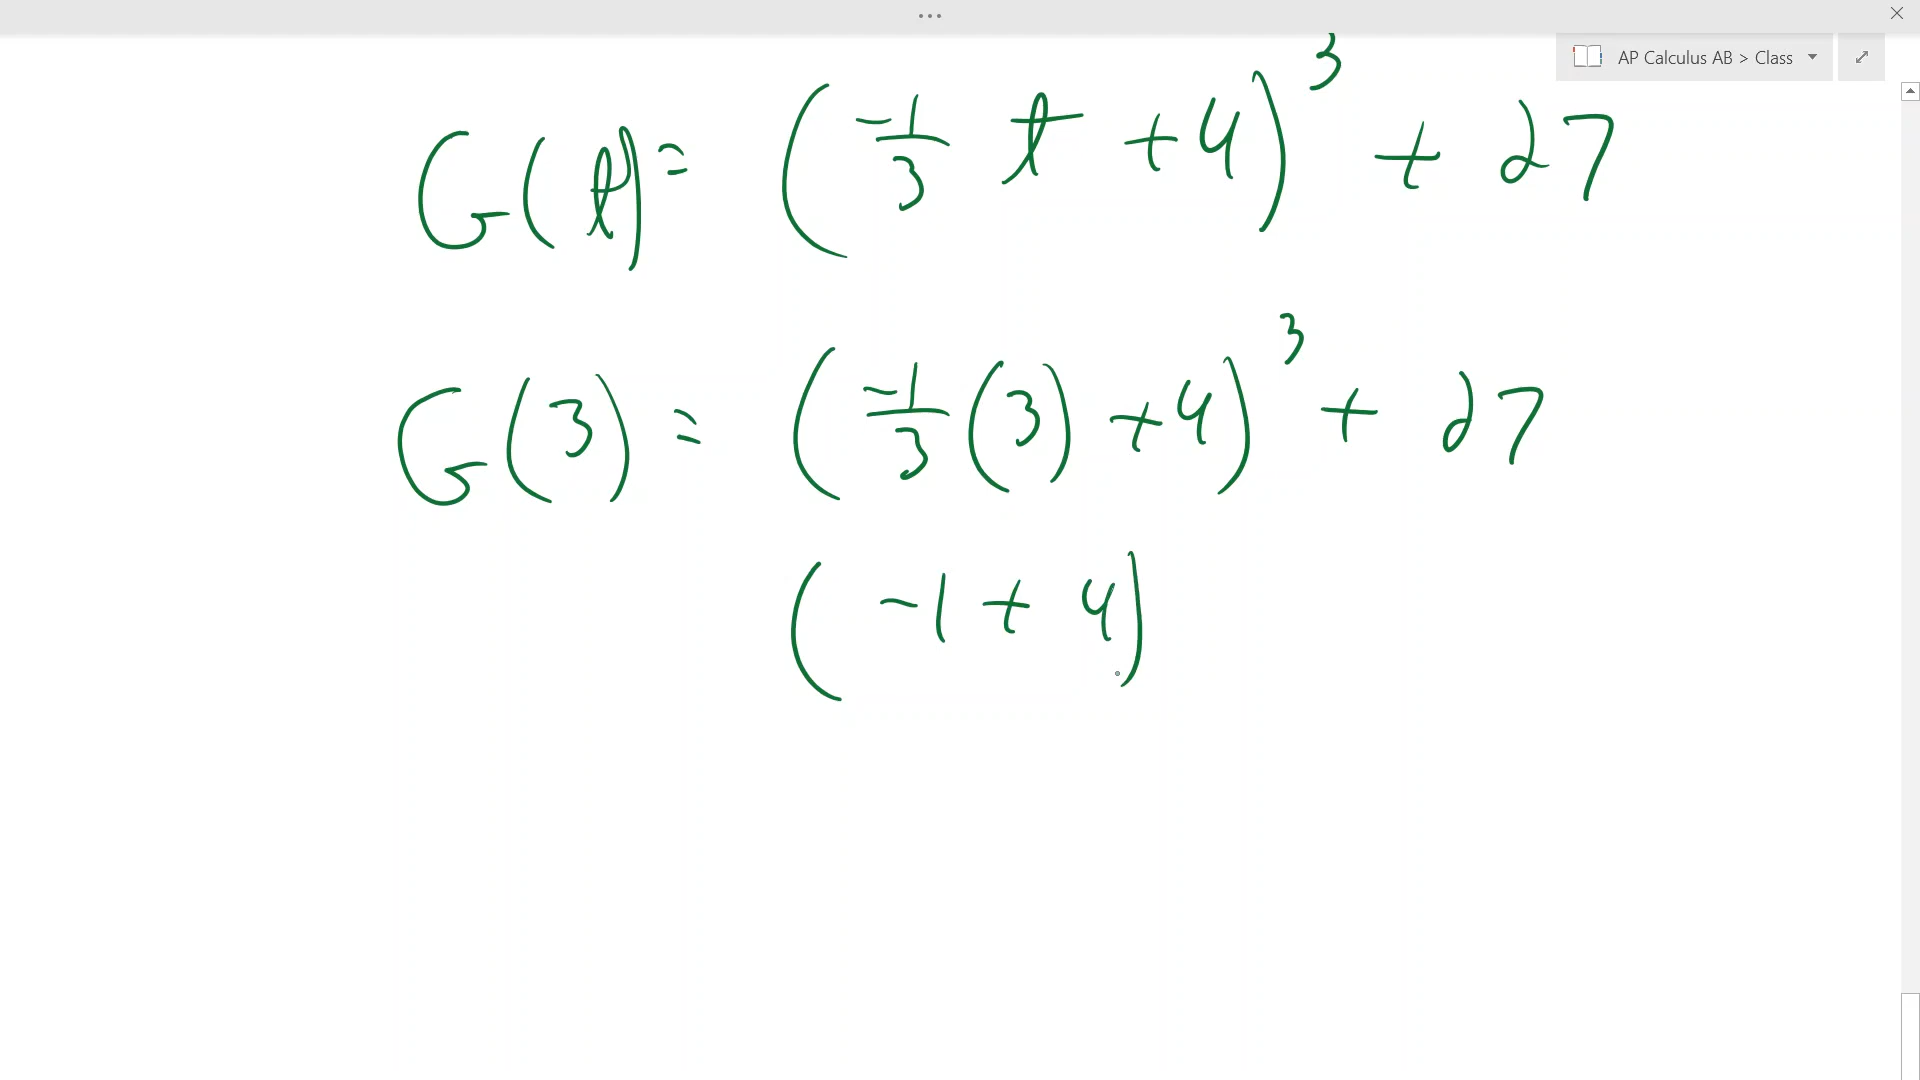 AP Calculus AB > Class
G(t) = (-1/3 t + 4)^3 + 27
G(3) = (-1/3 (3) + 4)^3 + 27
(-1 + 4)